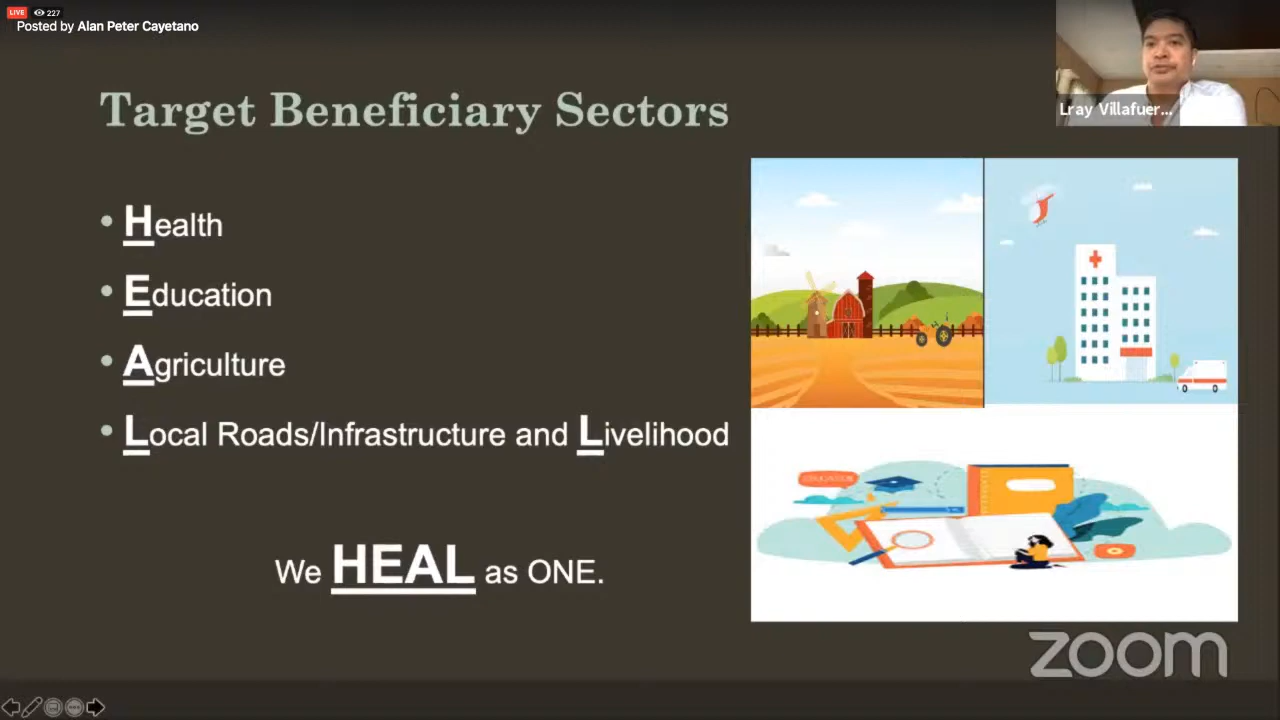 LIVE 227
Posted by Alan Peter Cayetano
Lray Villafuer...
Target Beneficiary Sectors
• Health
• Education
• Agriculture
• Local Roads/Infrastructure and Livelihood
We HEAL as ONE.
EDUCATION
zoom